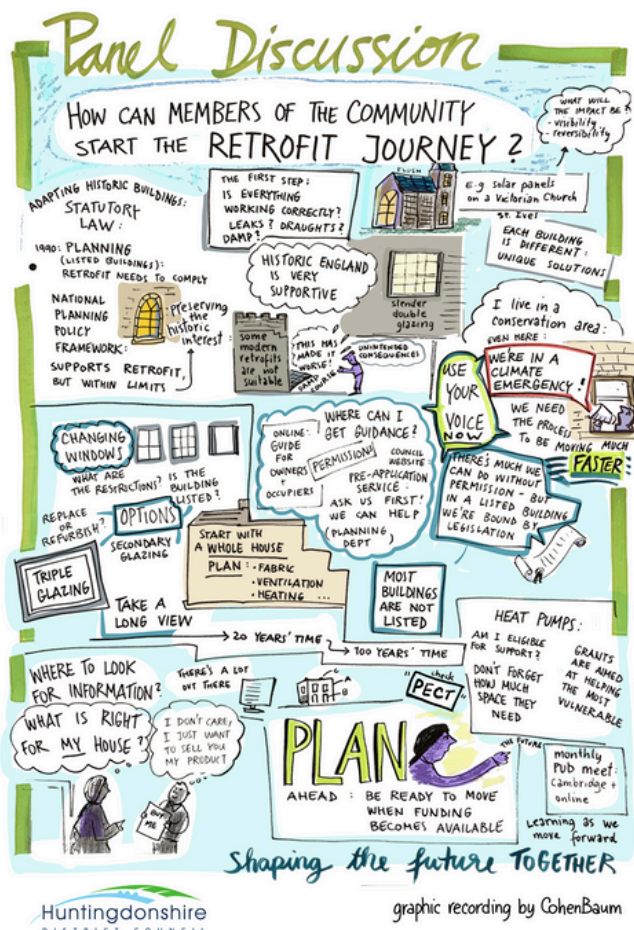 Panel Discussion
HOW CAN MEMBERS OF THE COMMUNITY
START THE RETROFIT JOURNEY?
WHAT WILL
THE IMPACT BE?
- visibility
- reversibility
ADAPTING HISTORIC BUILDINGS:
STATUTORY
LAW:
1990: PLANNING
(LISTED BUILDINGS):
RETROFIT NEEDS TO COMPLY
NATIONAL
PLANNING
POLICY
FRAMEWORK:
SUPPORTS RETROFIT,
BUT WITHIN LIMITS
preserving
the
historic
interest
THE FIRST STEP:
IS EVERYTHING
WORKING CORRECTLY?
LEAKS? DRAUGHTS?
DAMP?
FLUSH
e.g. solar panels
on a Victorian Church
St. Ives
EACH BUILDING
IS DIFFERENT:
UNIQUE SOLUTIONS
HISTORIC ENGLAND
IS VERY
SUPPORTIVE
slender
double
glazing
some
modern
retrofits
are not
suitable
THIS HAS
MADE IT
WORSE!
DAMP COURSE
UNINTENDED
CONSEQUENCES
I live in a
conservation area:
EVEN HERE:
WE'RE IN A
CLIMATE
EMERGENCY!
USE
YOUR
VOICE
NOW
WE NEED
THE PROCESS
TO BE MOVING MUCH
FASTER
CHANGING
WINDOWS
WHAT ARE
THE RESTRICTIONS?
IS THE
BUILDING
LISTED?
REPLACE
OR
REFURBISH?
OPTIONS
SECONDARY
GLAZING
TRIPLE
GLAZING
TAKE A
LONG VIEW
20 YEARS' TIME
100 YEARS' TIME
START WITH
A WHOLE HOUSE
PLAN: • FABRIC
• VENTILATION
• HEATING ...
WHERE CAN I
GET GUIDANCE?
ONLINE:
GUIDE
FOR
OWNERS
+
OCCUPIERS
PERMISSION?
COUNCIL
WEBSITE:
PRE-APPLICATION
SERVICE
ASK US FIRST!
WE CAN HELP
(PLANNING
DEPT)
THERE'S MUCH WE
CAN DO WITHOUT
PERMISSION - BUT
IN A LISTED BUILDING
WE'RE BOUND BY
LEGISLATION
MOST
BUILDINGS
ARE NOT
LISTED
HEAT PUMPS:
AM I ELIGIBLE
FOR SUPPORT?
DON'T FORGET
HOW MUCH
SPACE THEY
NEED
GRANTS
ARE AIMED
AT HELPING
THE MOST
VULNERABLE
WHERE TO LOOK
FOR INFORMATION?
THERE'S A LOT
OUT THERE
WHAT IS RIGHT
FOR MY HOUSE?
I DON'T CARE,
I JUST WANT
TO SELL YOU
MY PRODUCT
BUY
ME
A
B
C
check
"PECT"
PLAN
AHEAD: BE READY TO MOVE
WHEN FUNDING
BECOMES AVAILABLE
THE FUTURE
monthly
PUB meet:
Cambridge +
online
Learning as we
move forward
Shaping the future TOGETHER
Huntingdonshire
DISTRICT COUNCIL
graphic recording by CohenBaum